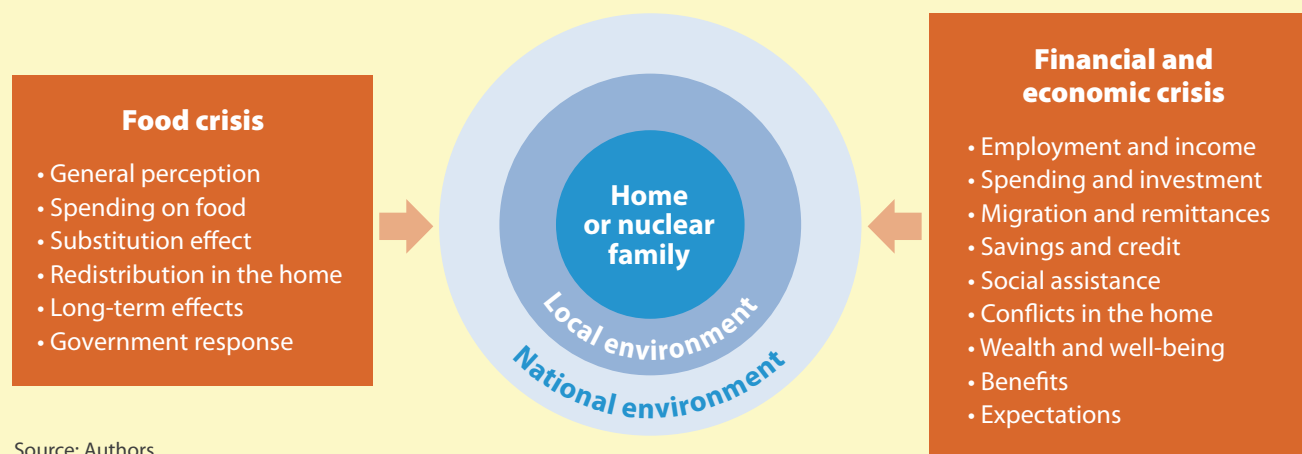 Food crisis
• General perception
• Spending on food
• Substitution effect
• Redistribution in the home
• Long-term effects
• Government response
Home
or nuclear
family
Local environment
National environment
Financial and
economic crisis
• Employment and income
• Spending and investment
• Migration and remittances
• Savings and credit
• Social assistance
• Conflicts in the home
• Wealth and well-being
• Benefits
• Expectations
Source: Authors